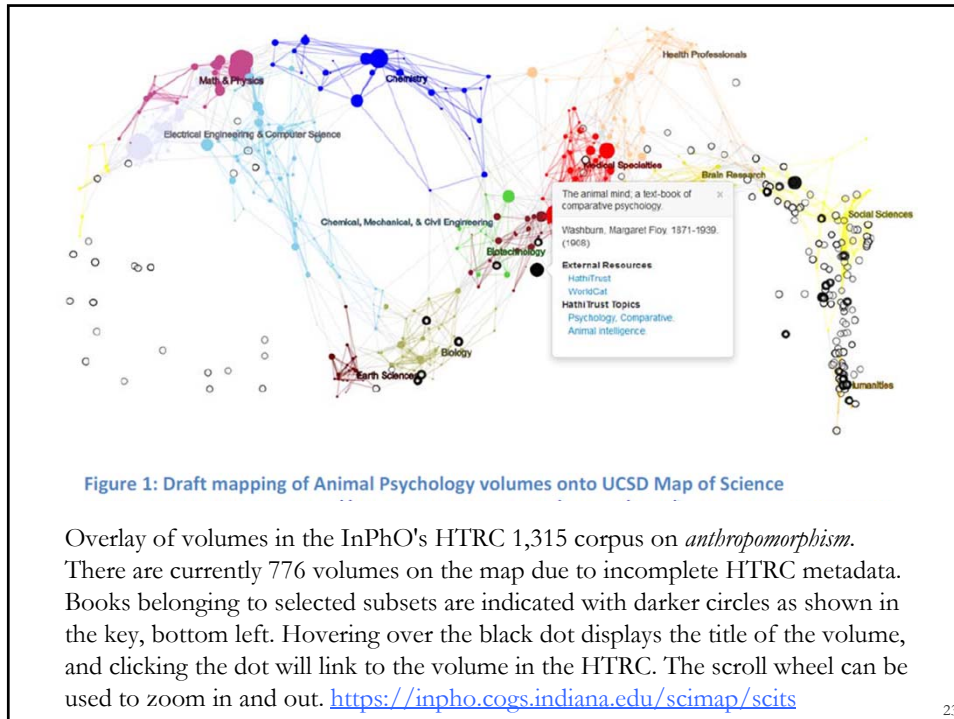 Health Professionals
Math & Physics
Chemistry
Electrical Engineering & Computer Science
Medical Specialties
Brain Research
The animal mind; a text-book of ×
comparative psychology.
Social Sciences
Chemical, Mechanical, & Civil Engineering
Washburn, Margaret Floy, 1871-1939.
(1908)
Biotechnology
External Resources
HathiTrust
WorldCat
HathiTrust Topics
Psychology, Comparative.
Animal intelligence
Biology
Earth Sciences
Humanities
Figure 1: Draft mapping of Animal Psychology volumes onto UCSD Map of Science
Overlay of volumes in the InPhO's HTRC 1,315 corpus on anthropomorphism.
There are currently 776 volumes on the map due to incomplete HTRC metadata.
Books belonging to selected subsets are indicated with darker circles as shown in
the key, bottom left. Hovering over the black dot displays the title of the volume,
and clicking the dot will link to the volume in the HTRC. The scroll wheel can be
used to zoom in and out. https://inpho.cogs.indiana.edu/scimap/scits
23